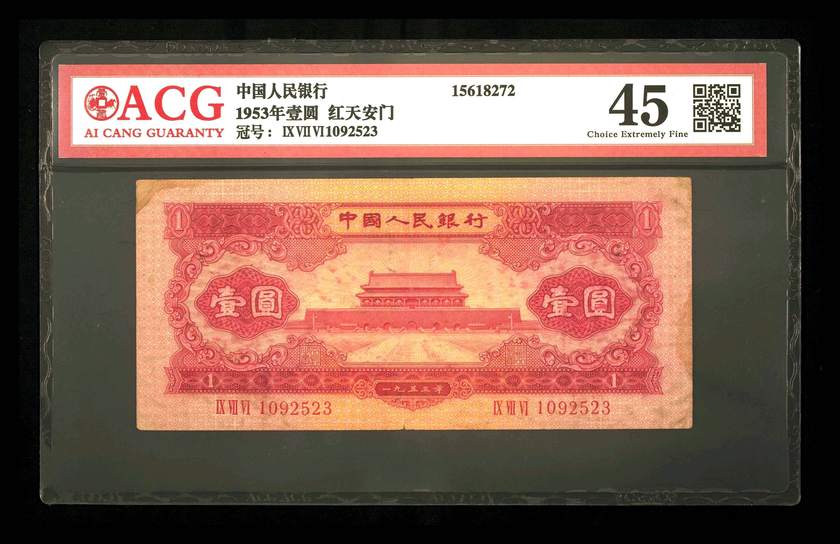 ACG
AI CANG GUARANTY
中国人民银行
1953年壹圆 红天安门
冠号: IX VII VI 1092523
15618272
45
Choice Extremely Fine
1
中國人民銀行
1
壹圓
壹圓
1
一九五三年
1
IX VII VI 1092523
IX VII VI 1092523